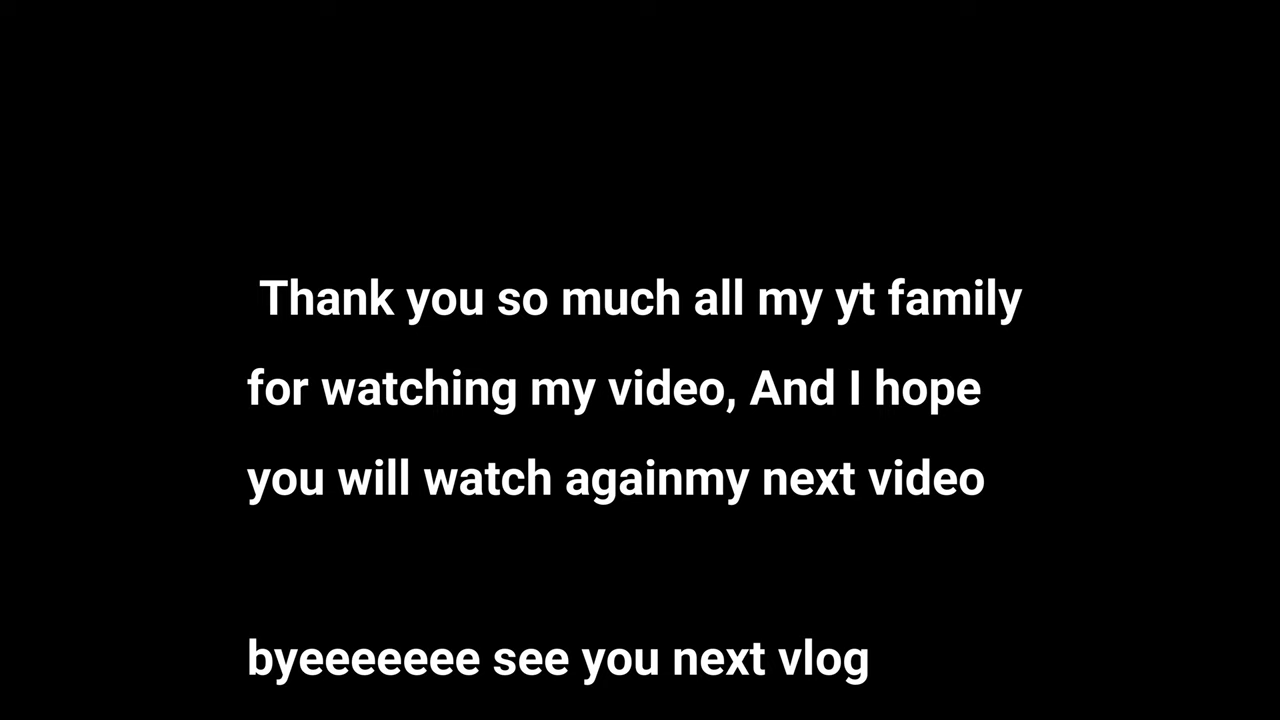 Thank you so much all my yt family
for watching my video, And I hope
you will watch againmy next video
byeeeeeee see you next vlog